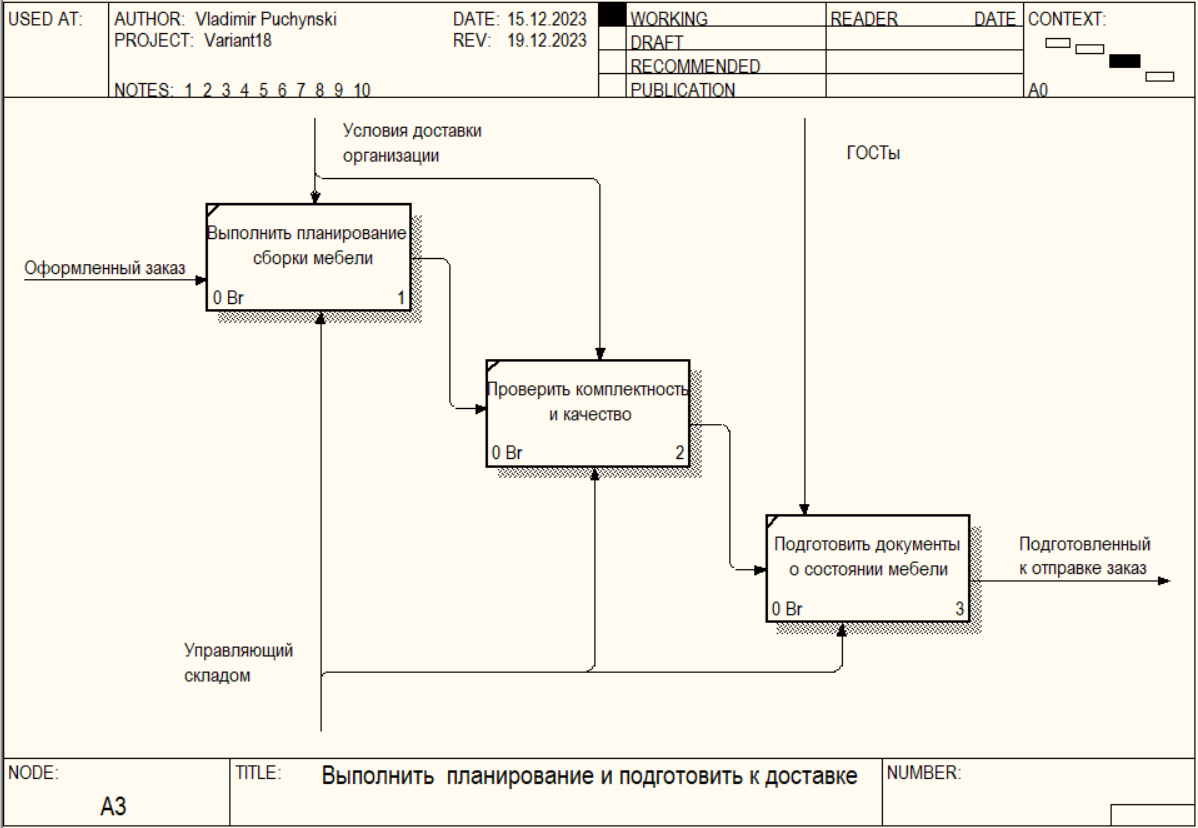 USED AT:
AUTHOR: Vladimir Puchynski
DATE: 15.12.2023
PROJECT: Variant18
REV: 19.12.2023
NOTES: 1 2 3 4 5 6 7 8 9 10
WORKING
DRAFT
RECOMMENDED
PUBLICATION
READER
DATE
CONTEXT:
A0
Условия доставки
организации
ГОСТы
Выполнить планирование
сборки мебели
0 Br
1
Оформленный заказ
Проверить комплектность
и качество
0 Br
2
Подготовить документы
о состоянии мебели
0 Br
3
Подготовленный
к отправке заказ
Управляющий
складом
NODE:
A3
TITLE:
Выполнить планирование и подготовить к доставке
NUMBER: